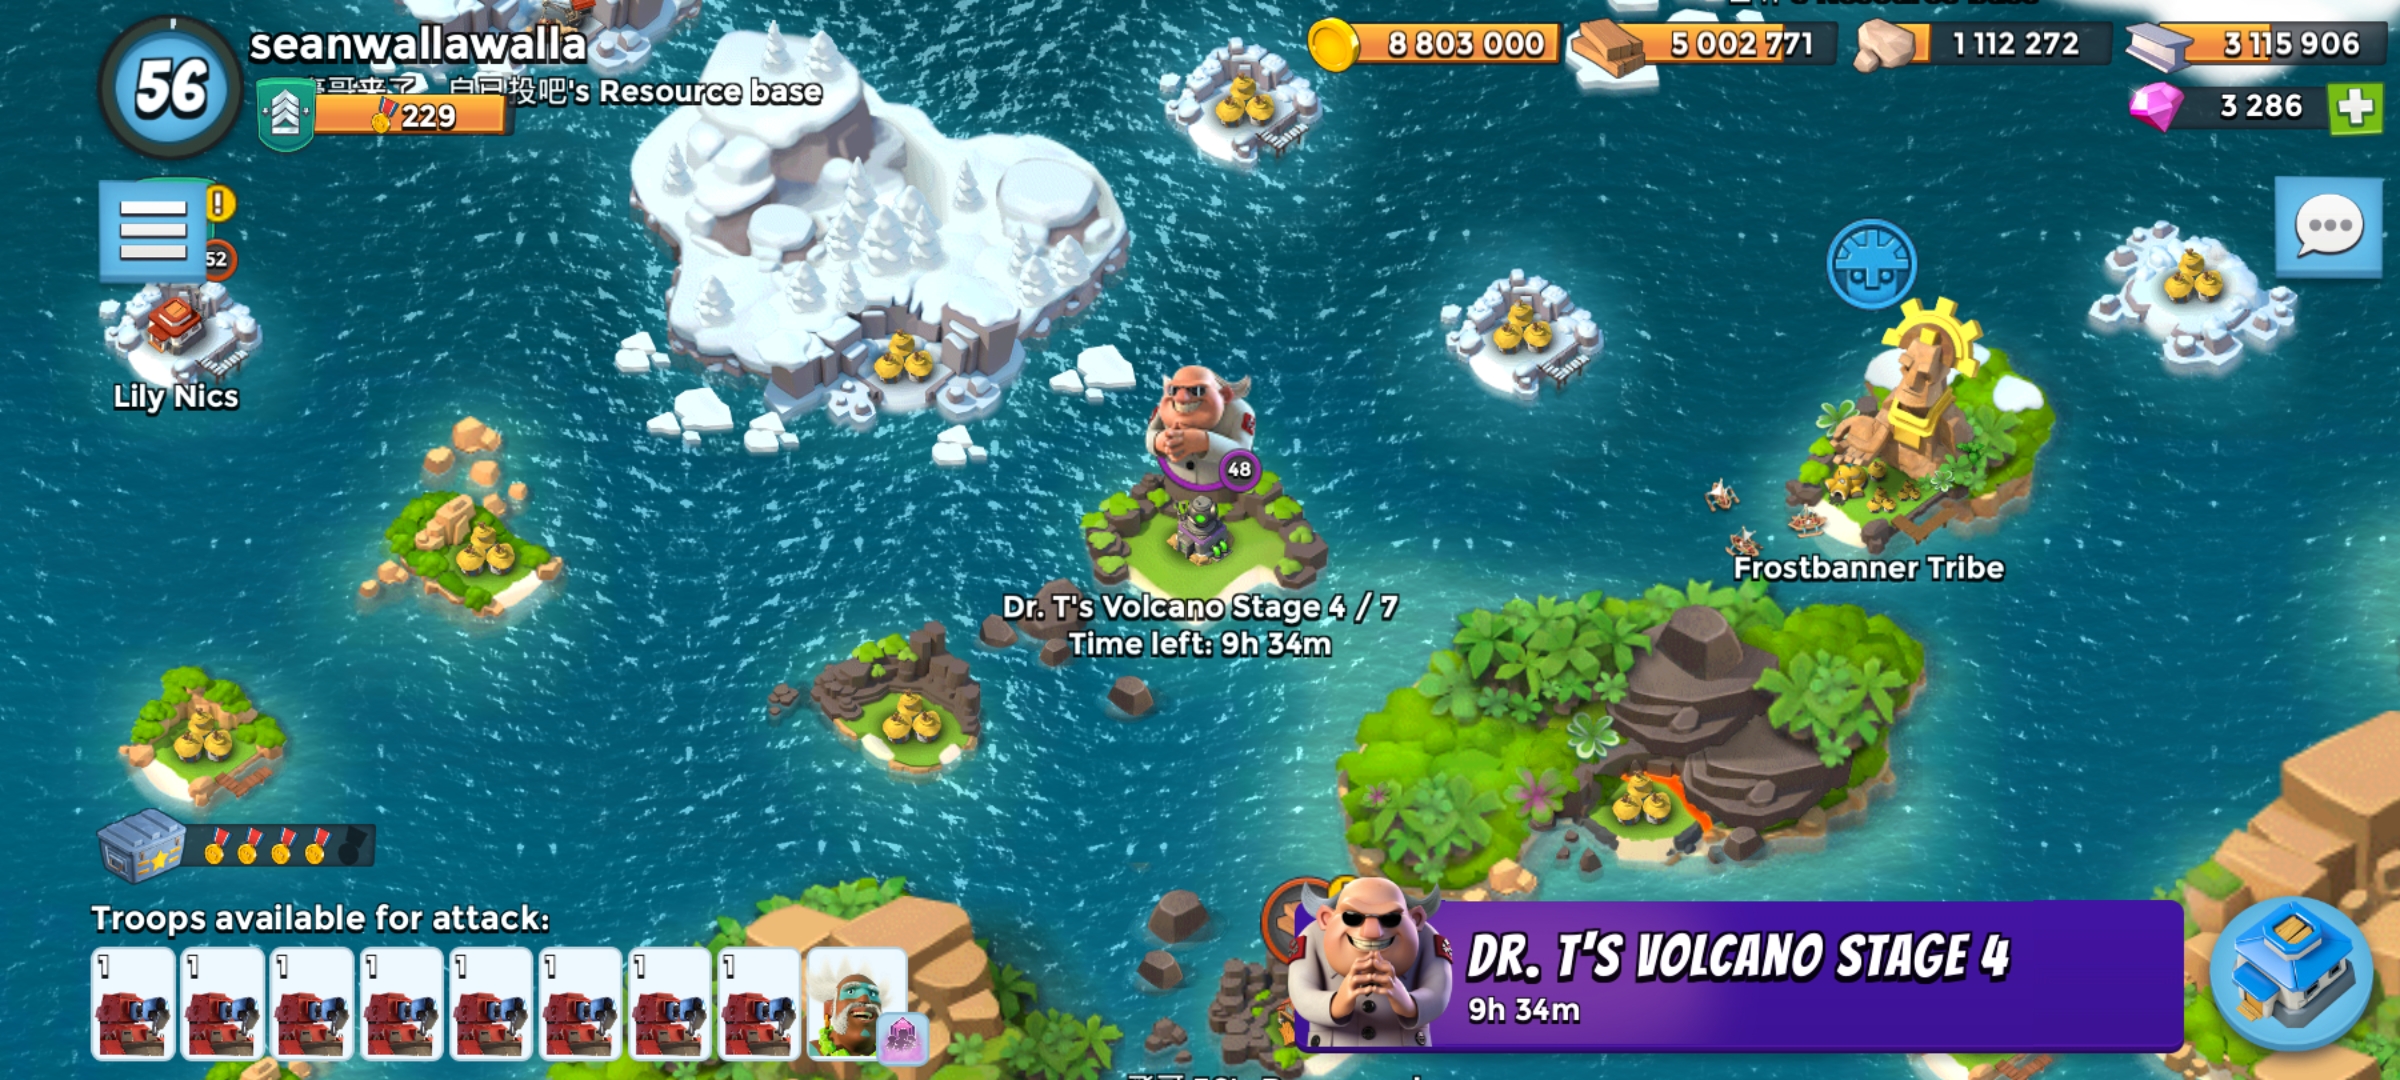 56
seanwallawalla
8 803 000
5 002 771
1 112 272
3 115 906
自己投吧's Resource base
229
3 286
!
52
Lily Nics
48
Dr. T's Volcano Stage 4 / 7
Time left: 9h 34m
Frostbanner Tribe
Troops available for attack:
1
1
1
1
1
1
1
1
DR. T'S VOLCANO STAGE 4
9h 34m